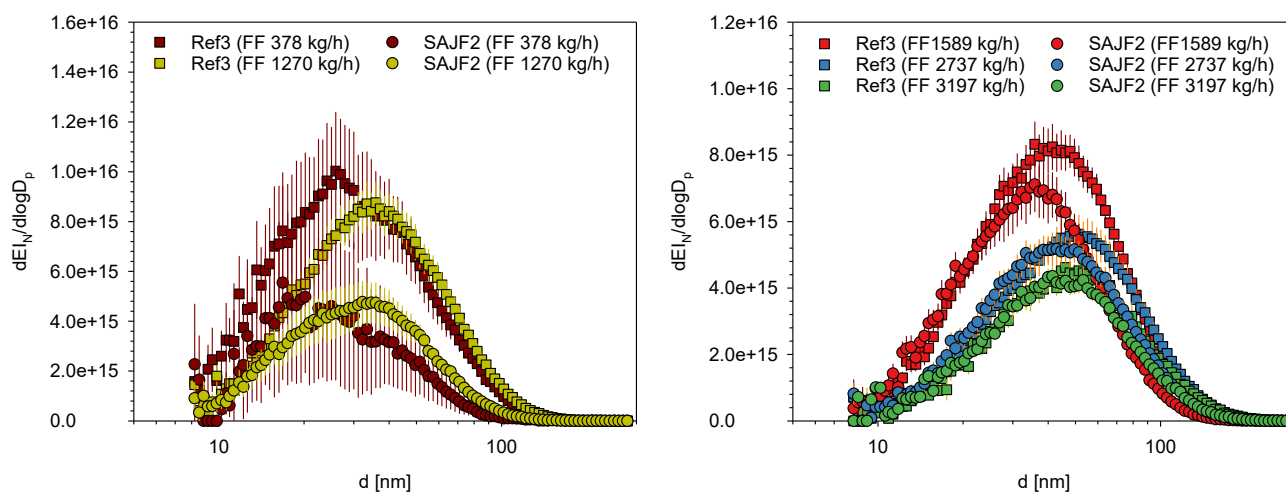 1.6e+16
1.4e+16
1.2e+16
1.0e+16
8.0e+15
6.0e+15
4.0e+15
2.0e+15
0.0
dEI_N/dlogD_p
Ref3 (FF 378 kg/h) SAJF2 (FF 378 kg/h)
Ref3 (FF 1270 kg/h) SAJF2 (FF 1270 kg/h)
10 100
d [nm]
1.2e+16
1.0e+16
8.0e+15
6.0e+15
4.0e+15
2.0e+15
0.0
dEI_N/dlogD_p
Ref3 (FF1589 kg/h) SAJF2 (FF1589 kg/h)
Ref3 (FF 2737 kg/h) SAJF2 (FF 2737 kg/h)
Ref3 (FF 3197 kg/h) SAJF2 (FF 3197 kg/h)
10 100
d [nm]